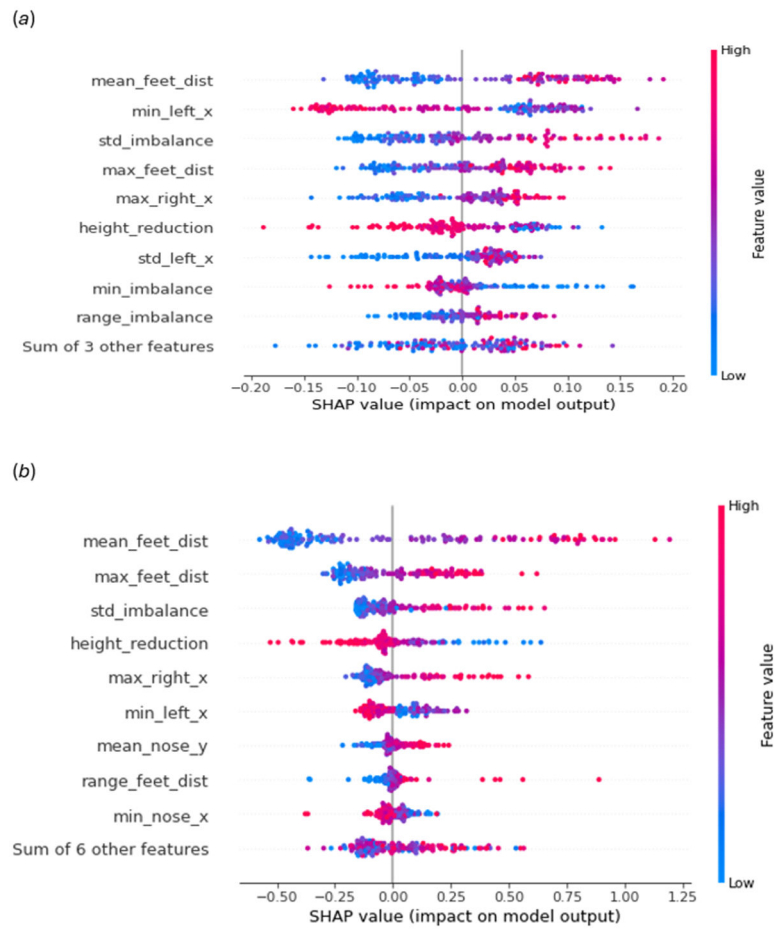 (a)
High
mean_feet_dist
min_left_x
std_imbalance
max_feet_dist
max_right_x
height_reduction
std_left_x
min_imbalance
range_imbalance
Sum of 3 other features
Feature value
Low
−0.20 −0.15 −0.10 −0.05 0.00 0.05 0.10 0.15 0.20
SHAP value (impact on model output)
(b)
High
mean_feet_dist
max_feet_dist
std_imbalance
height_reduction
max_right_x
min_left_x
mean_nose_y
range_feet_dist
min_nose_x
Sum of 6 other features
Feature value
Low
−0.50 −0.25 0.00 0.25 0.50 0.75 1.00 1.25
SHAP value (impact on model output)